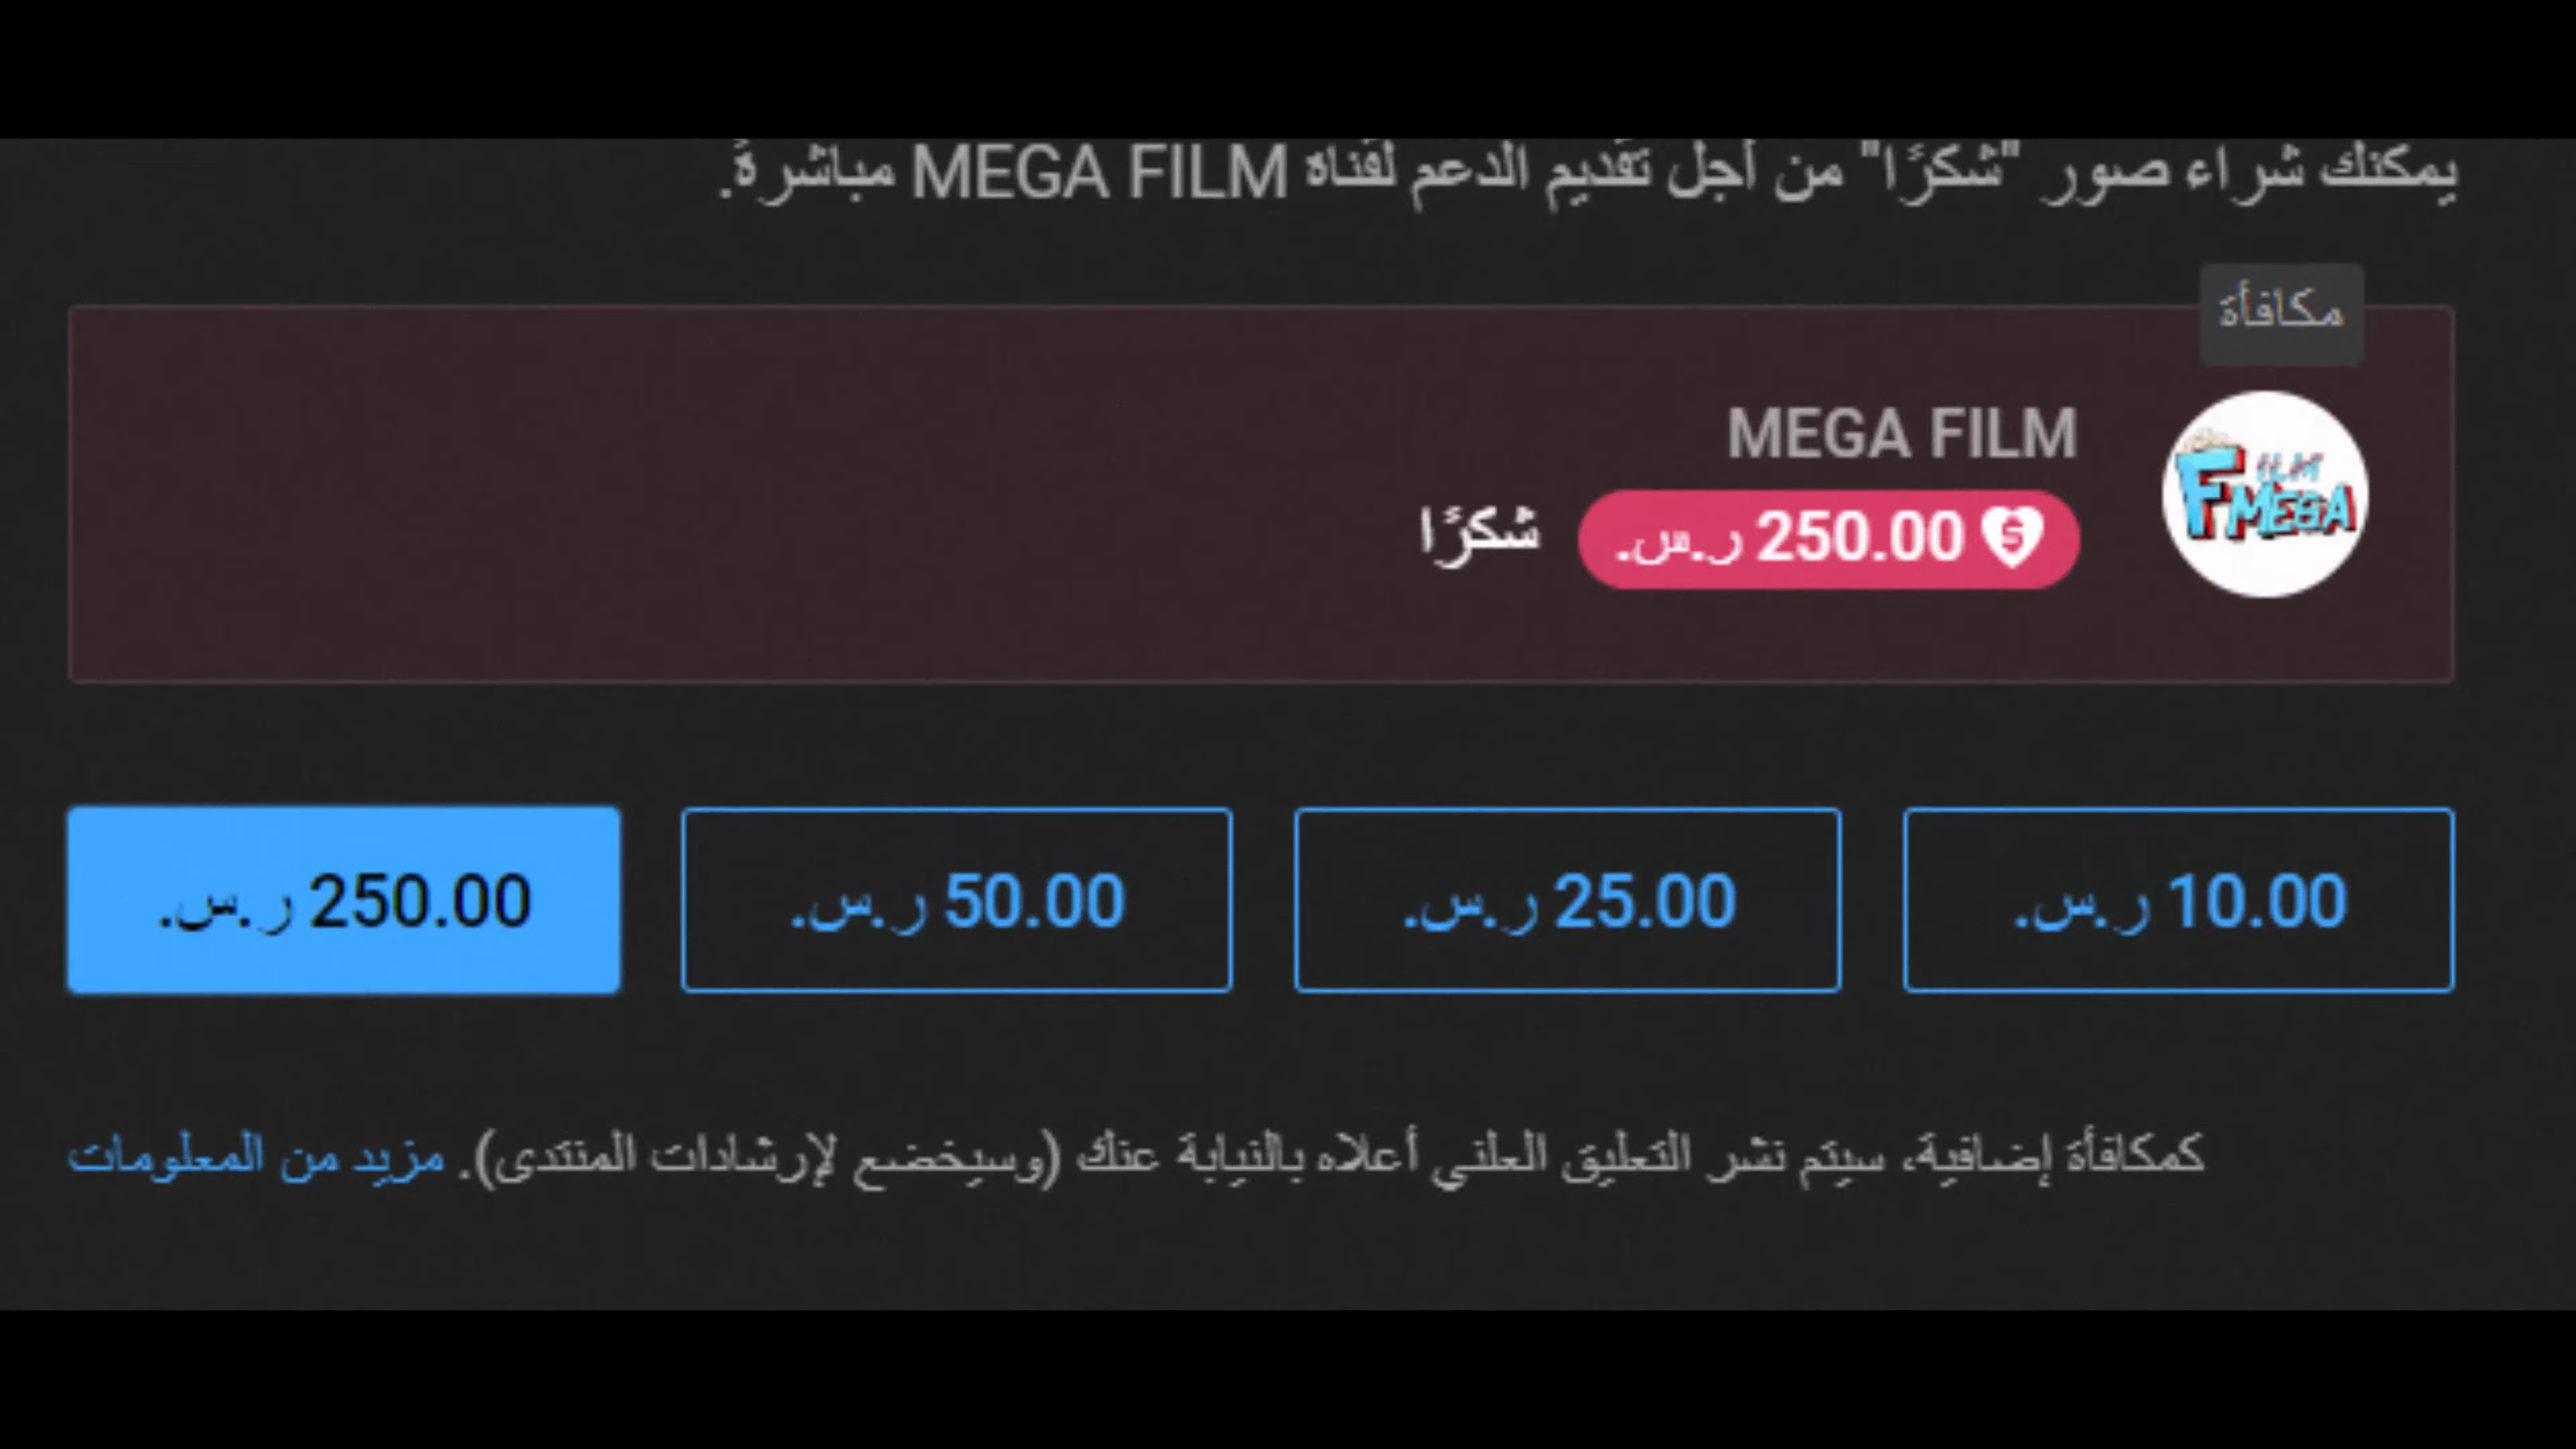 يمكنك شراء صور "شكرًا" من أجل تقديم الدعم لقناة MEGA FILM مباشرةً.
مكافأة
MEGA FILM
FILM
MEGA
250.00 ر.س. شكرًا
10.00 ر.س.
25.00 ر.س.
50.00 ر.س.
250.00 ر.س.
كمكافأة إضافية، سيتم نشر التعليق العلني أعلاه بالنيابة عنك (وسيخضع لإرشادات المنتدى). مزيد من المعلومات